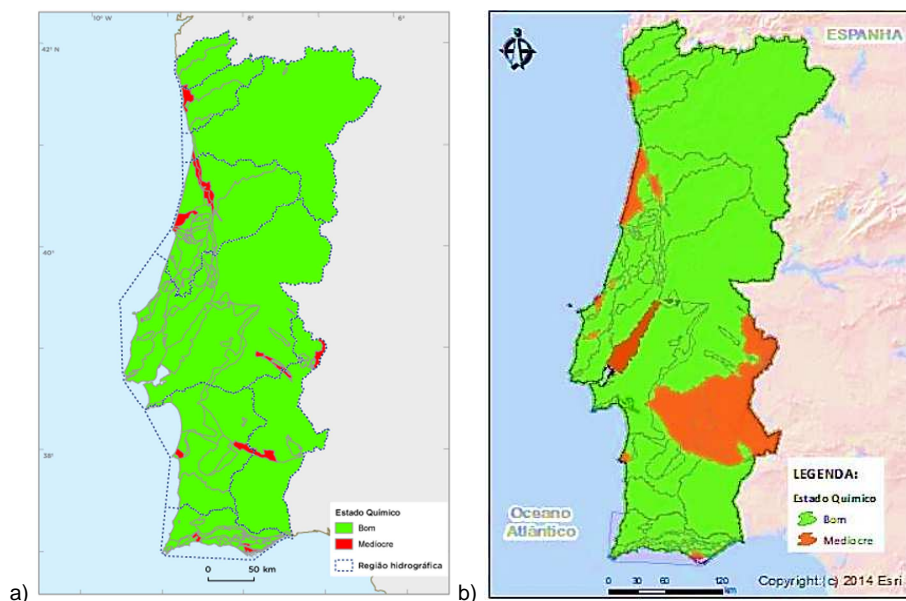 10° W
8°
6°
42° N
40°
38°
Estado Químico
Bom
Medíocre
Região hidrográfica
0
50 km
a)
ESPANHA
Oceano
Atlântico
LEGENDA:
Estado Químico
Bom
Medíocre
0
30
60
120
km
Copyright: (c) 2014 Esri
b)